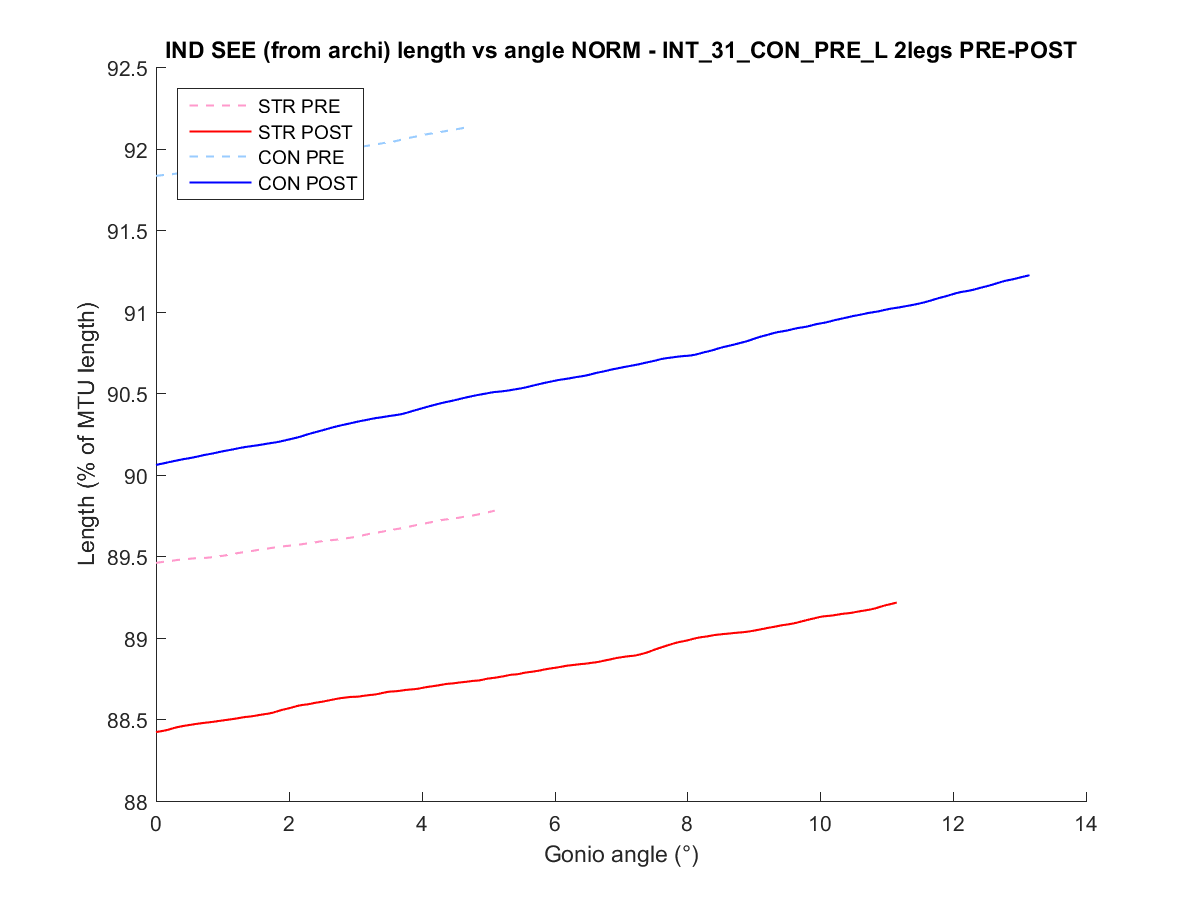 IND SEE (from archi) length vs angle NORM - INT_31_CON_PRE_L 2legs PRE-POST
92.5
92
91.5
91
90.5
90
89.5
89
88.5
88
Length (% of MTU length)
STR PRE
STR POST
CON PRE
CON POST
0 2 4 6 8 10 12 14
Gonio angle (°)